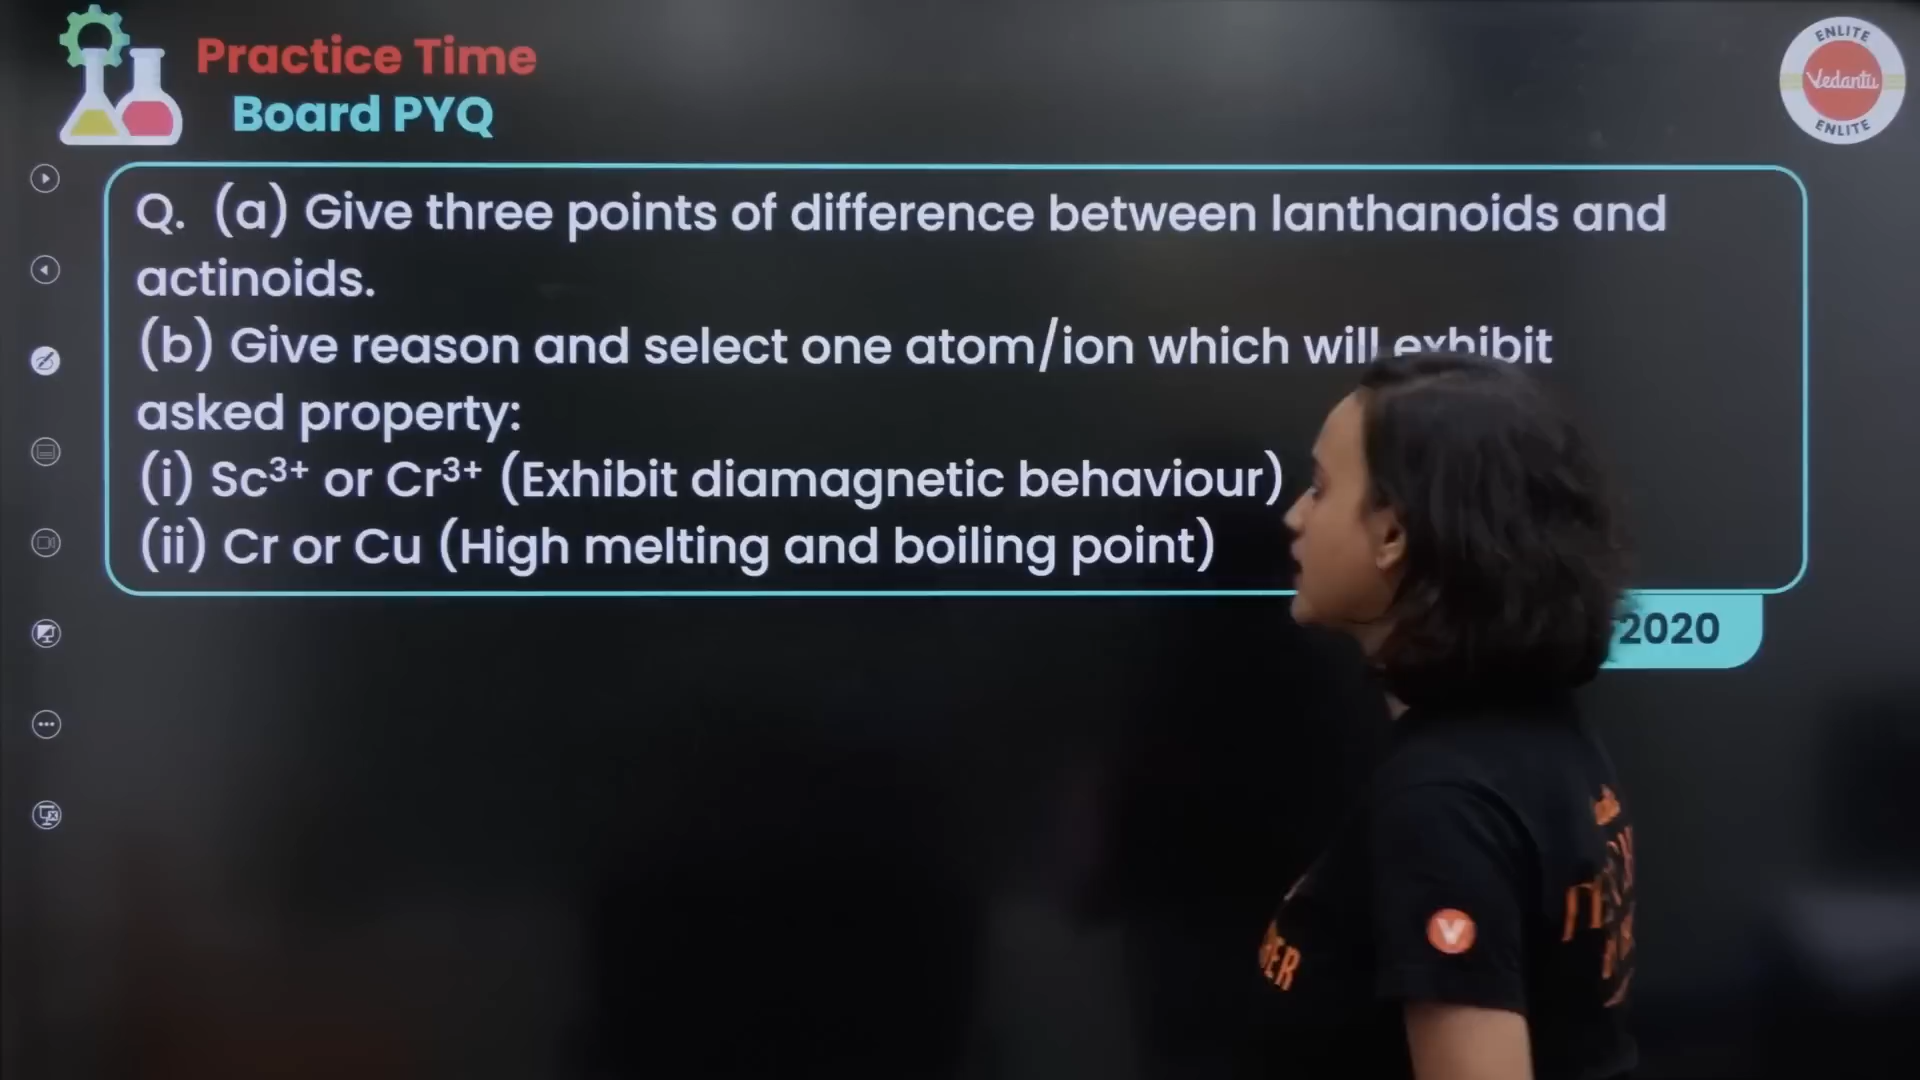 Practice Time
Board PYQ
ENLITE
Vedantu
ENLITE
Q. (a) Give three points of difference between lanthanoids and
actinoids.
(b) Give reason and select one atom/ion which will exhibit
asked property:
(i) Sc³⁺ or Cr³⁺ (Exhibit diamagnetic behaviour)
(ii) Cr or Cu (High melting and boiling point)
2020
V